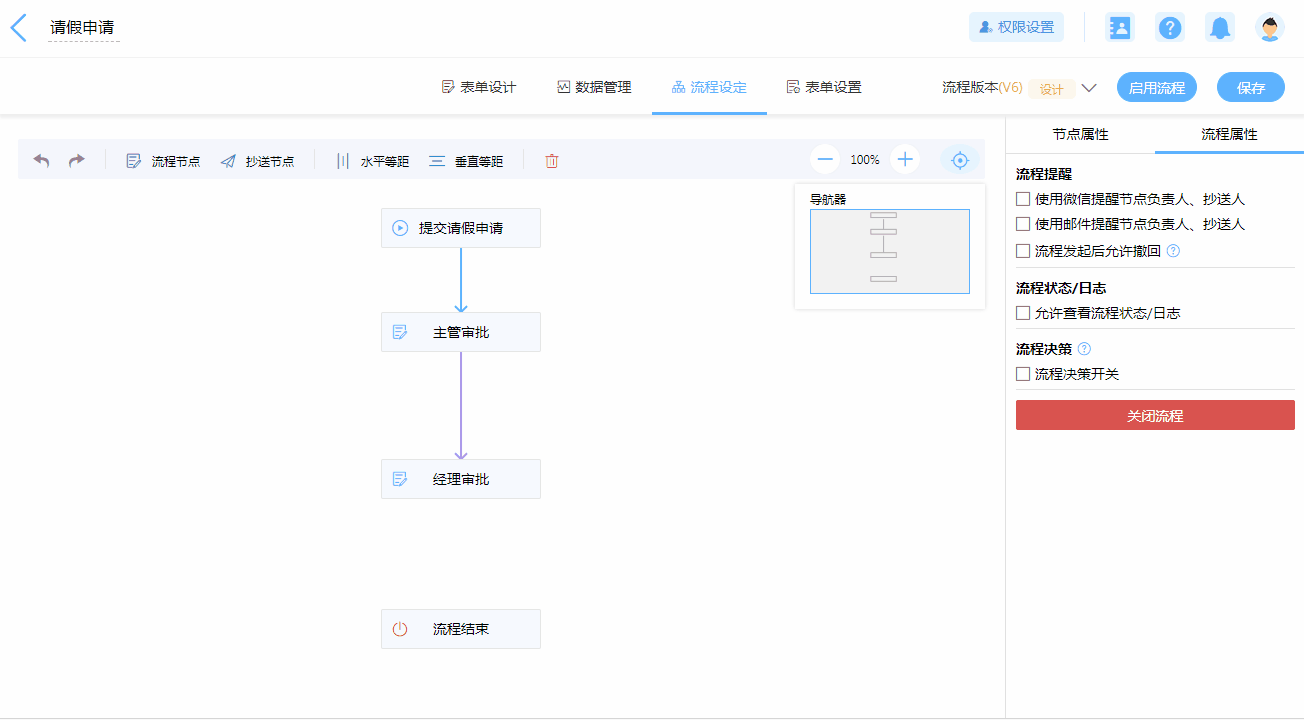 请假申请
权限设置
表单设计
数据管理
流程设定
表单设置
流程版本(V6)
设计
启用流程
保存
流程节点
抄送节点
水平等距
垂直等距
100%
导航器
提交请假申请
主管审批
经理审批
流程结束
节点属性
流程属性
流程提醒
使用微信提醒节点负责人、抄送人
使用邮件提醒节点负责人、抄送人
流程发起后允许撤回
流程状态/日志
允许查看流程状态/日志
流程决策
流程决策开关
关闭流程